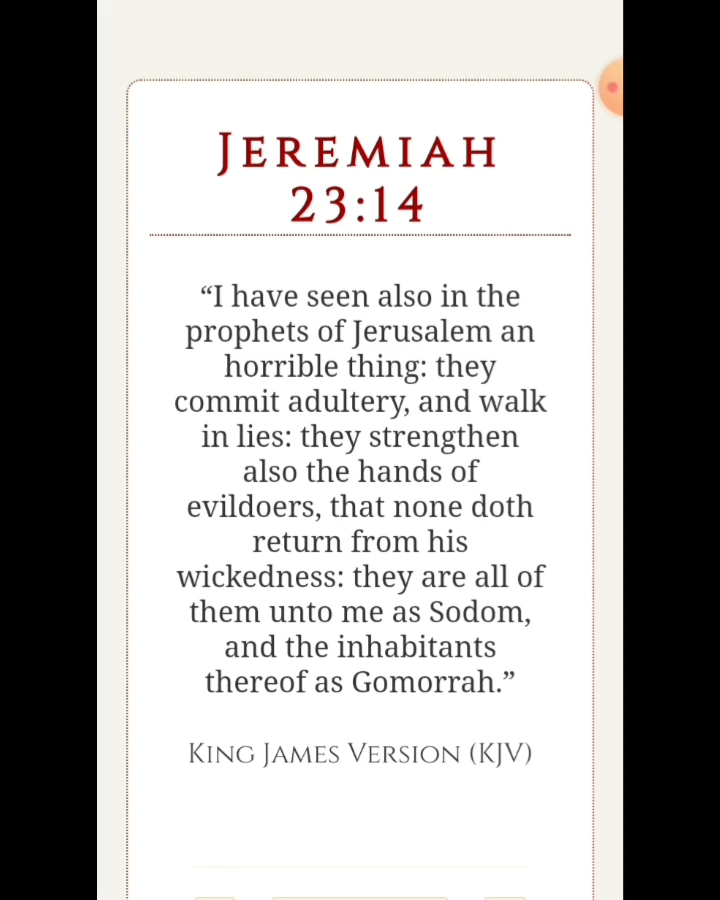 Jeremiah
23:14
“I have seen also in the
prophets of Jerusalem an
horrible thing: they
commit adultery, and walk
in lies: they strengthen
also the hands of
evildoers, that none doth
return from his
wickedness: they are all of
them unto me as Sodom,
and the inhabitants
thereof as Gomorrah.”
King James Version (KJV)